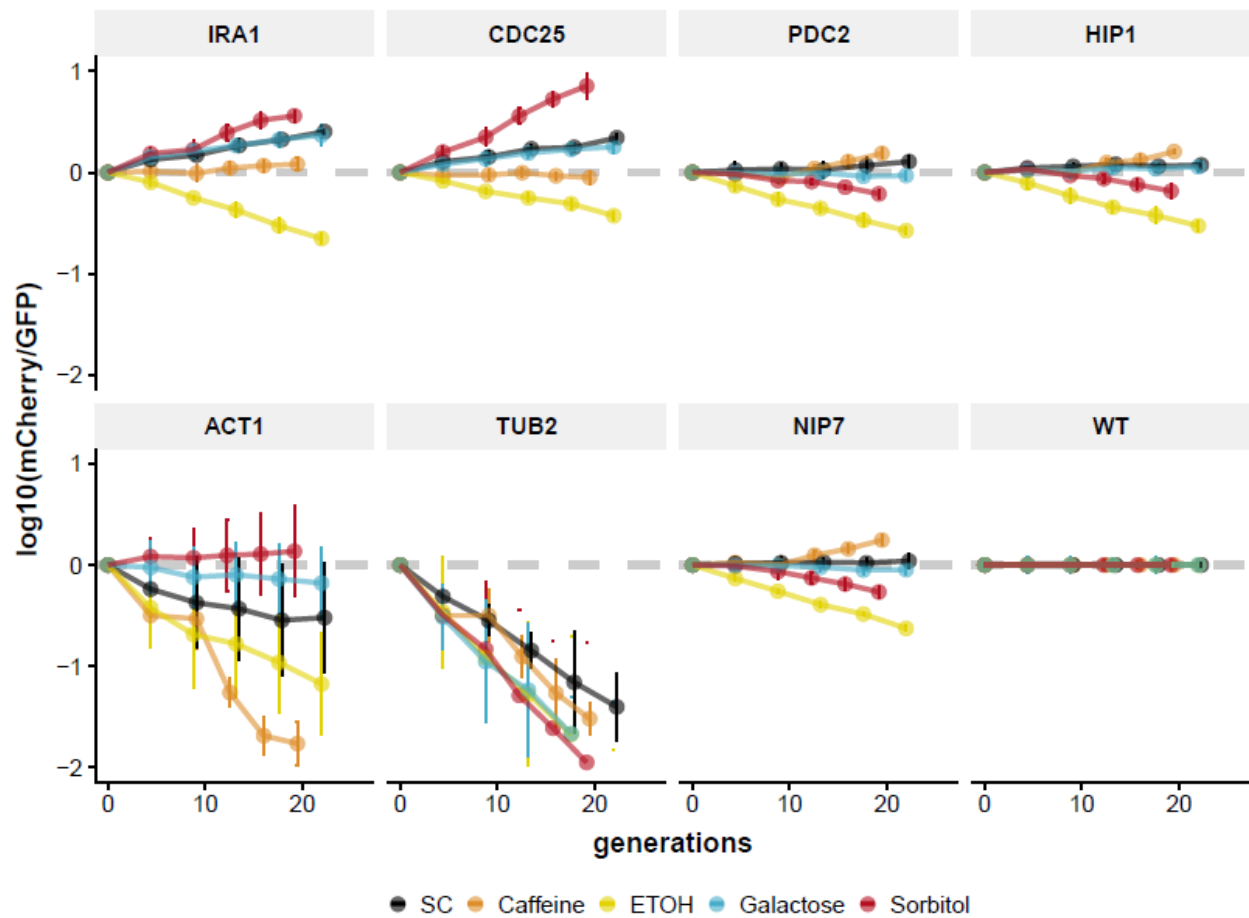 IRA1 CDC25 PDC2 HIP1
1
0
−1
−2
ACT1 TUB2 NIP7 WT
1
0
−1
−2
0 10 20 0 10 20 0 10 20 0 10 20
log10(mCherry/GFP)
generations
SC Caffeine ETOH Galactose Sorbitol